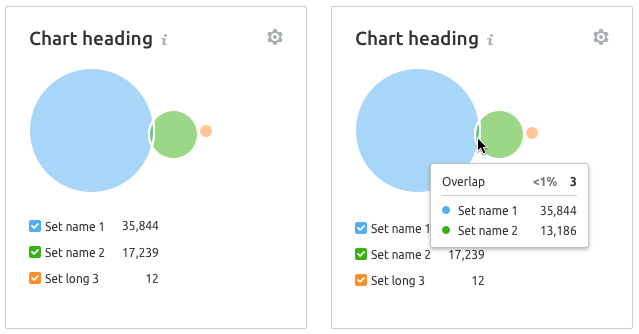 Chart heading i
Set name 1 35,844
Set name 2 17,239
Set long 3 12
Chart heading i
Overlap <1% 3
Set name 1 35,844
Set name 2 13,186
Set name 1
Set name 2 17,239
Set long 3 12